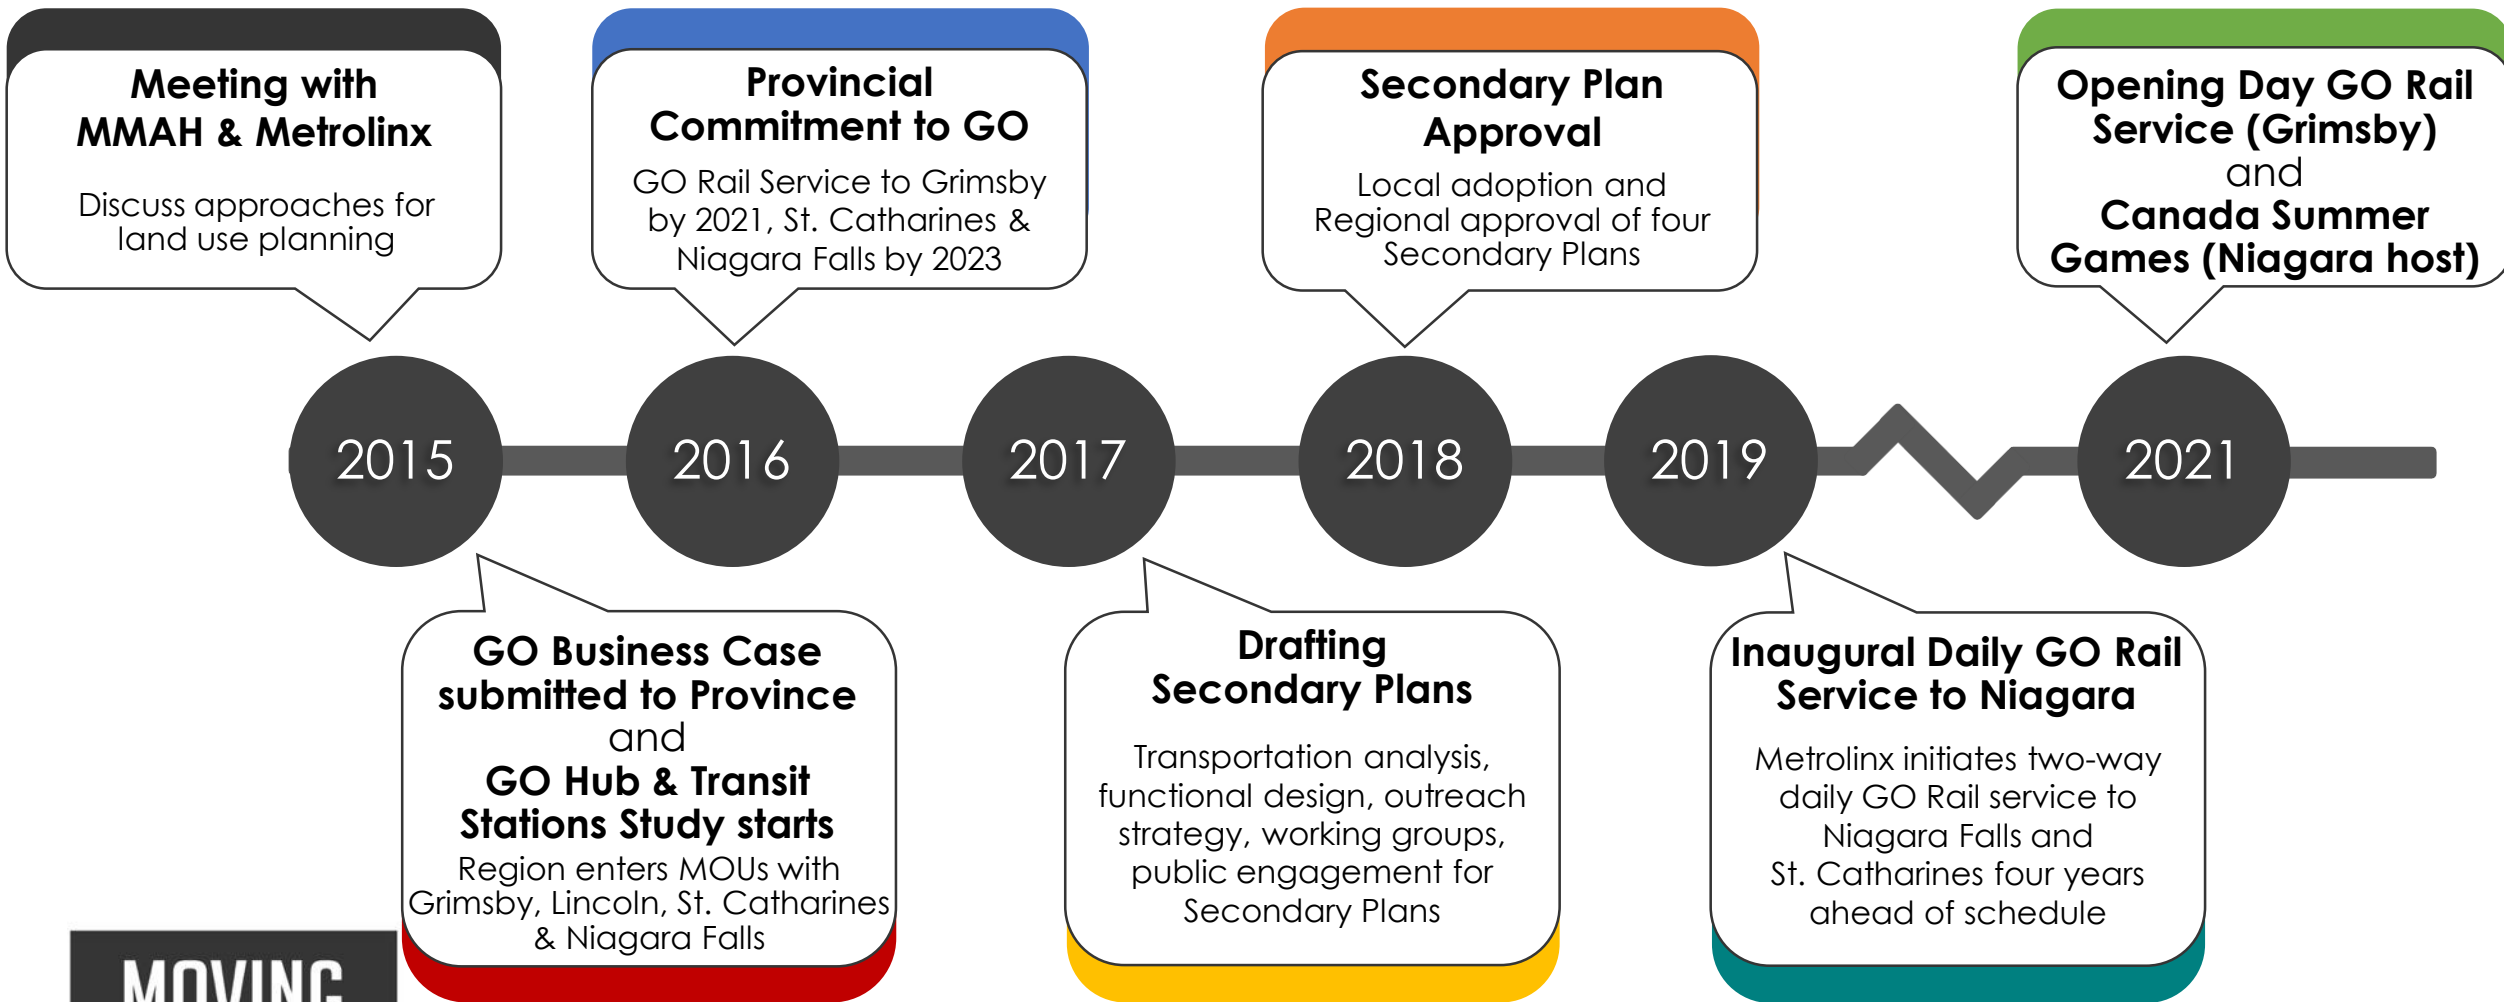 Meeting with
MMAH & Metrolinx
Discuss approaches for
land use planning
Provincial
Commitment to GO
GO Rail Service to Grimsby
by 2021, St. Catharines &
Niagara Falls by 2023
Secondary Plan
Approval
Local adoption and
Regional approval of four
Secondary Plans
Opening Day GO Rail
Service (Grimsby)
and
Canada Summer
Games (Niagara host)
2015
2016
2017
2018
2019
2021
GO Business Case
submitted to Province
and
GO Hub & Transit
Stations Study starts
Region enters MOUs with
Grimsby, Lincoln, St. Catharines
& Niagara Falls
Drafting
Secondary Plans
Transportation analysis,
functional design, outreach
strategy, working groups,
public engagement for
Secondary Plans
Inaugural Daily GO Rail
Service to Niagara
Metrolinx initiates two-way
daily GO Rail service to
Niagara Falls and
St. Catharines four years
ahead of schedule
MOVING